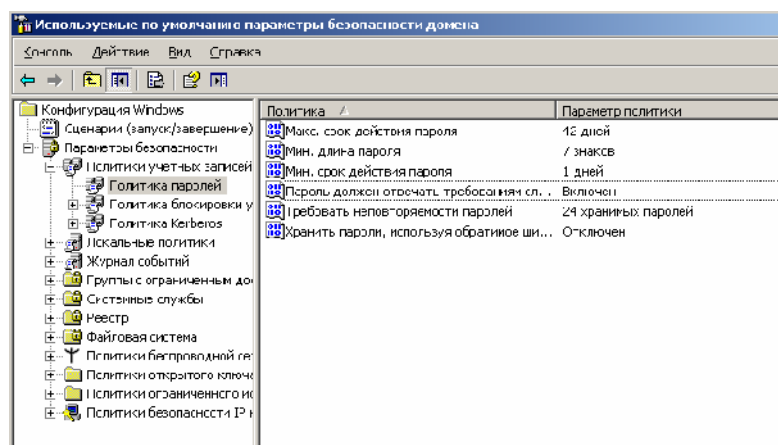 Используемые по умолчанию параметры безопасности домена
Консоль Действие Вид Справка
Конфигурация Windows
Сценарии (запуск/завершение)
Параметры безопасности
Политики учетных записей
Политика паролей
Политика блокировки у
Политика Kerberos
Локальные политики
Журнал событий
Группы с ограниченным до
Системные службы
Реестр
Файловая система
Политики беспроводной се
Политики открытого ключа
Политики ограниченного ис
Политики безопасности IP н
Политика Параметр политики
Макс. срок действия пароля 42 дней
Мин. длина пароля 7 знаков
Мин. срок действия пароля 1 дней
Пароль должен отвечать требованиям сл... Включен
Требовать неповторяемости паролей 24 хранимых паролей
Хранить пароли, используя обратимое ши... Отключен